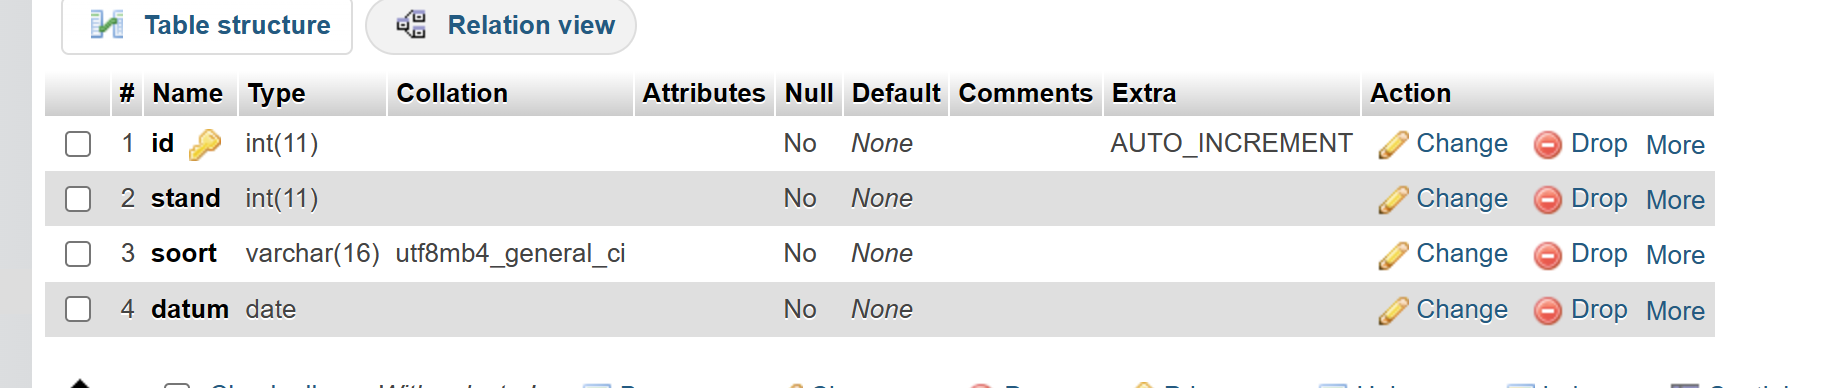 Table structure Relation view
# Name Type Collation Attributes Null Default Comments Extra Action
1 id int(11) No None AUTO_INCREMENT Change Drop More
2 stand int(11) No None Change Drop More
3 soort varchar(16) utf8mb4_general_ci No None Change Drop More
4 datum date No None Change Drop More